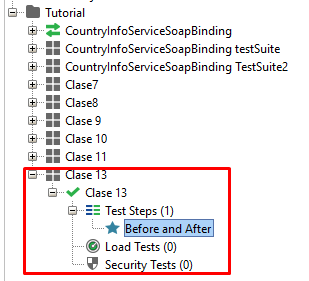 Tutorial
CountryInfoServiceSoapBinding
CountryInfoServiceSoapBinding testSuite
CountryInfoServiceSoapBinding TestSuite2
Clase7
Clase8
Clase 9
Clase 10
Clase 11
Clase 13
Clase 13
Test Steps (1)
Before and After
Load Tests (0)
Security Tests (0)